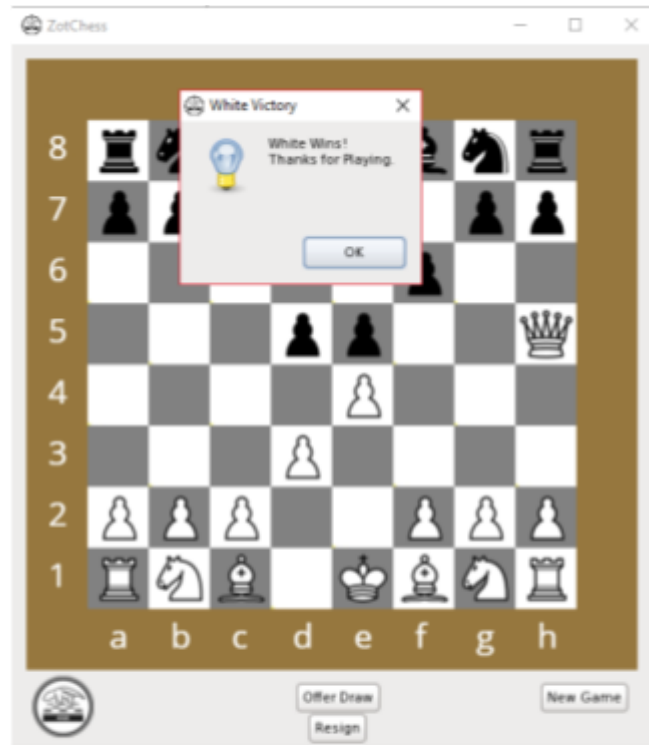 ZotChess
White Victory
White Wins!
Thanks for Playing.
OK
8
7
6
5
4
3
2
1
a b c d e f g h
Offer Draw
New Game
Resign